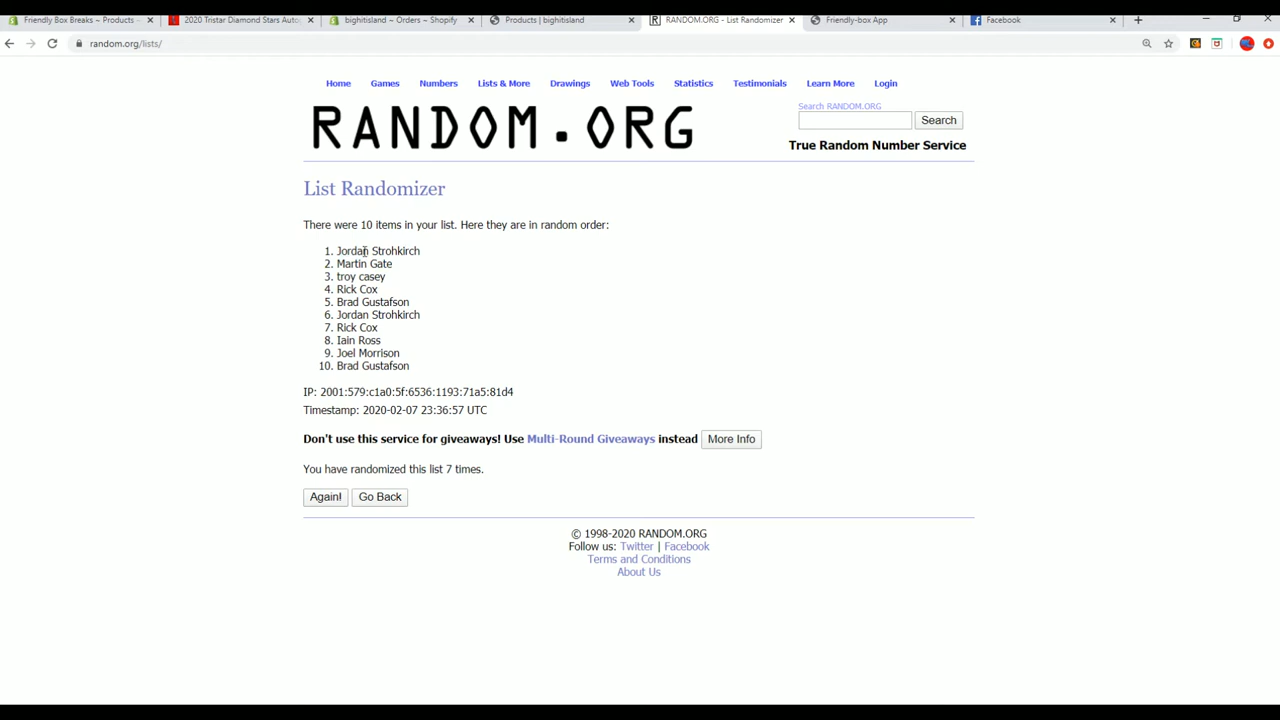 Friendly Box Breaks ~ Products ~
2020 Tristar Diamond Stars Auto
bighitisland ~ Orders ~ Shopify
Products | bighitisland
RANDOM.ORG - List Randomizer
Friendly-box App
Facebook
random.org/lists/
Home Games Numbers Lists & More Drawings Web Tools Statistics Testimonials Learn More Login
RANDOM.ORG
Search RANDOM.ORG
Search
True Random Number Service
List Randomizer
There were 10 items in your list. Here they are in random order:
1. Jordan Strohkirch
2. Martin Gate
3. troy casey
4. Rick Cox
5. Brad Gustafson
6. Jordan Strohkirch
7. Rick Cox
8. Iain Ross
9. Joel Morrison
10. Brad Gustafson
IP: 2001:579:c1a0:5f:6536:1193:71a5:81d4
Timestamp: 2020-02-07 23:36:57 UTC
Don't use this service for giveaways! Use Multi-Round Giveaways instead More Info
You have randomized this list 7 times.
Again! Go Back
© 1998-2020 RANDOM.ORG
Follow us: Twitter | Facebook
Terms and Conditions
About Us